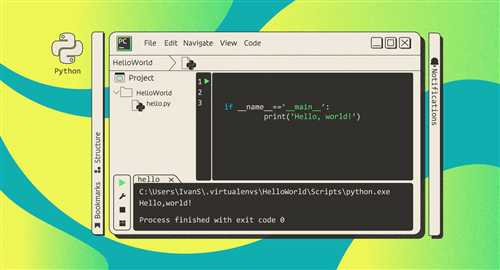 PC
File Edit Navigate View Code
HelloWorld
Python
Project
HelloWorld
hello.py
1
2
3
if __name__=='__main__':
print('Hello, world!')
Notifications
Structure
Bookmarks
hello X
C:\Users\IvanS\.virtualenvs\HelloWorld\Scripts\python.exe
Hello,world!
Process finished with exit code 0